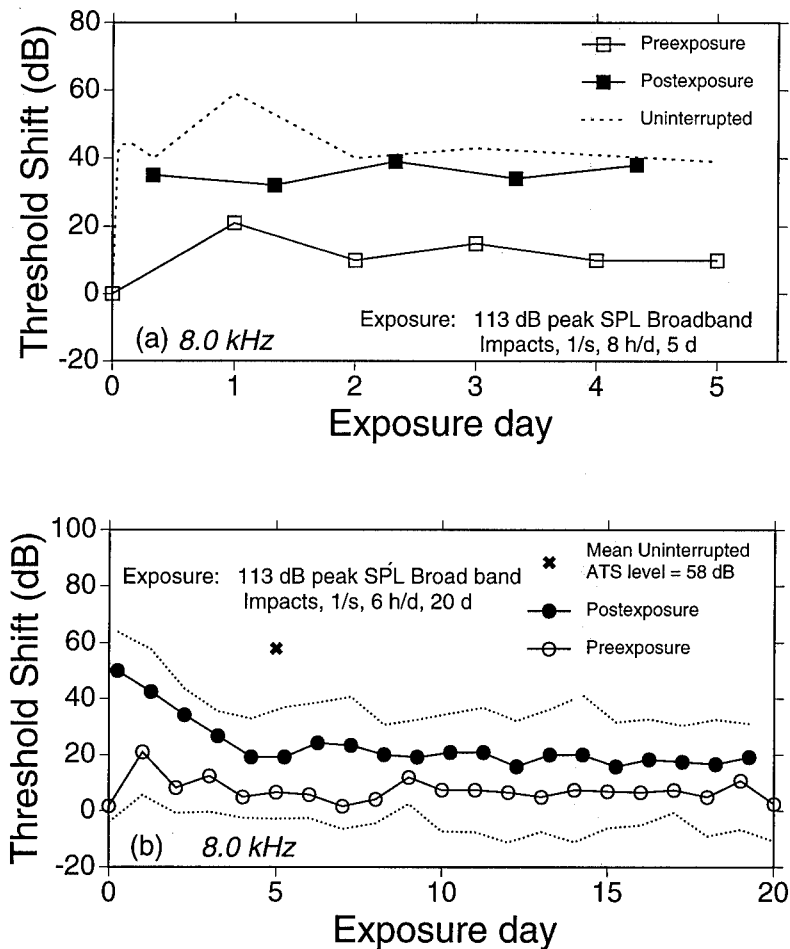 80
60
40
20
0
-20
Threshold Shift (dB)
Preexposure
Postexposure
Uninterrupted
Exposure: 113 dB peak SPL Broadband
Impacts, 1/s, 8 h/d, 5 d
(a) 8.0 kHz
0 1 2 3 4 5
Exposure day
100
80
60
40
20
0
-20
Threshold Shift (dB)
Exposure: 113 dB peak SPL Broad band
Impacts, 1/s, 6 h/d, 20 d
Mean Uninterrupted
ATS level = 58 dB
Postexposure
Preexposure
(b) 8.0 kHz
0 5 10 15 20
Exposure day